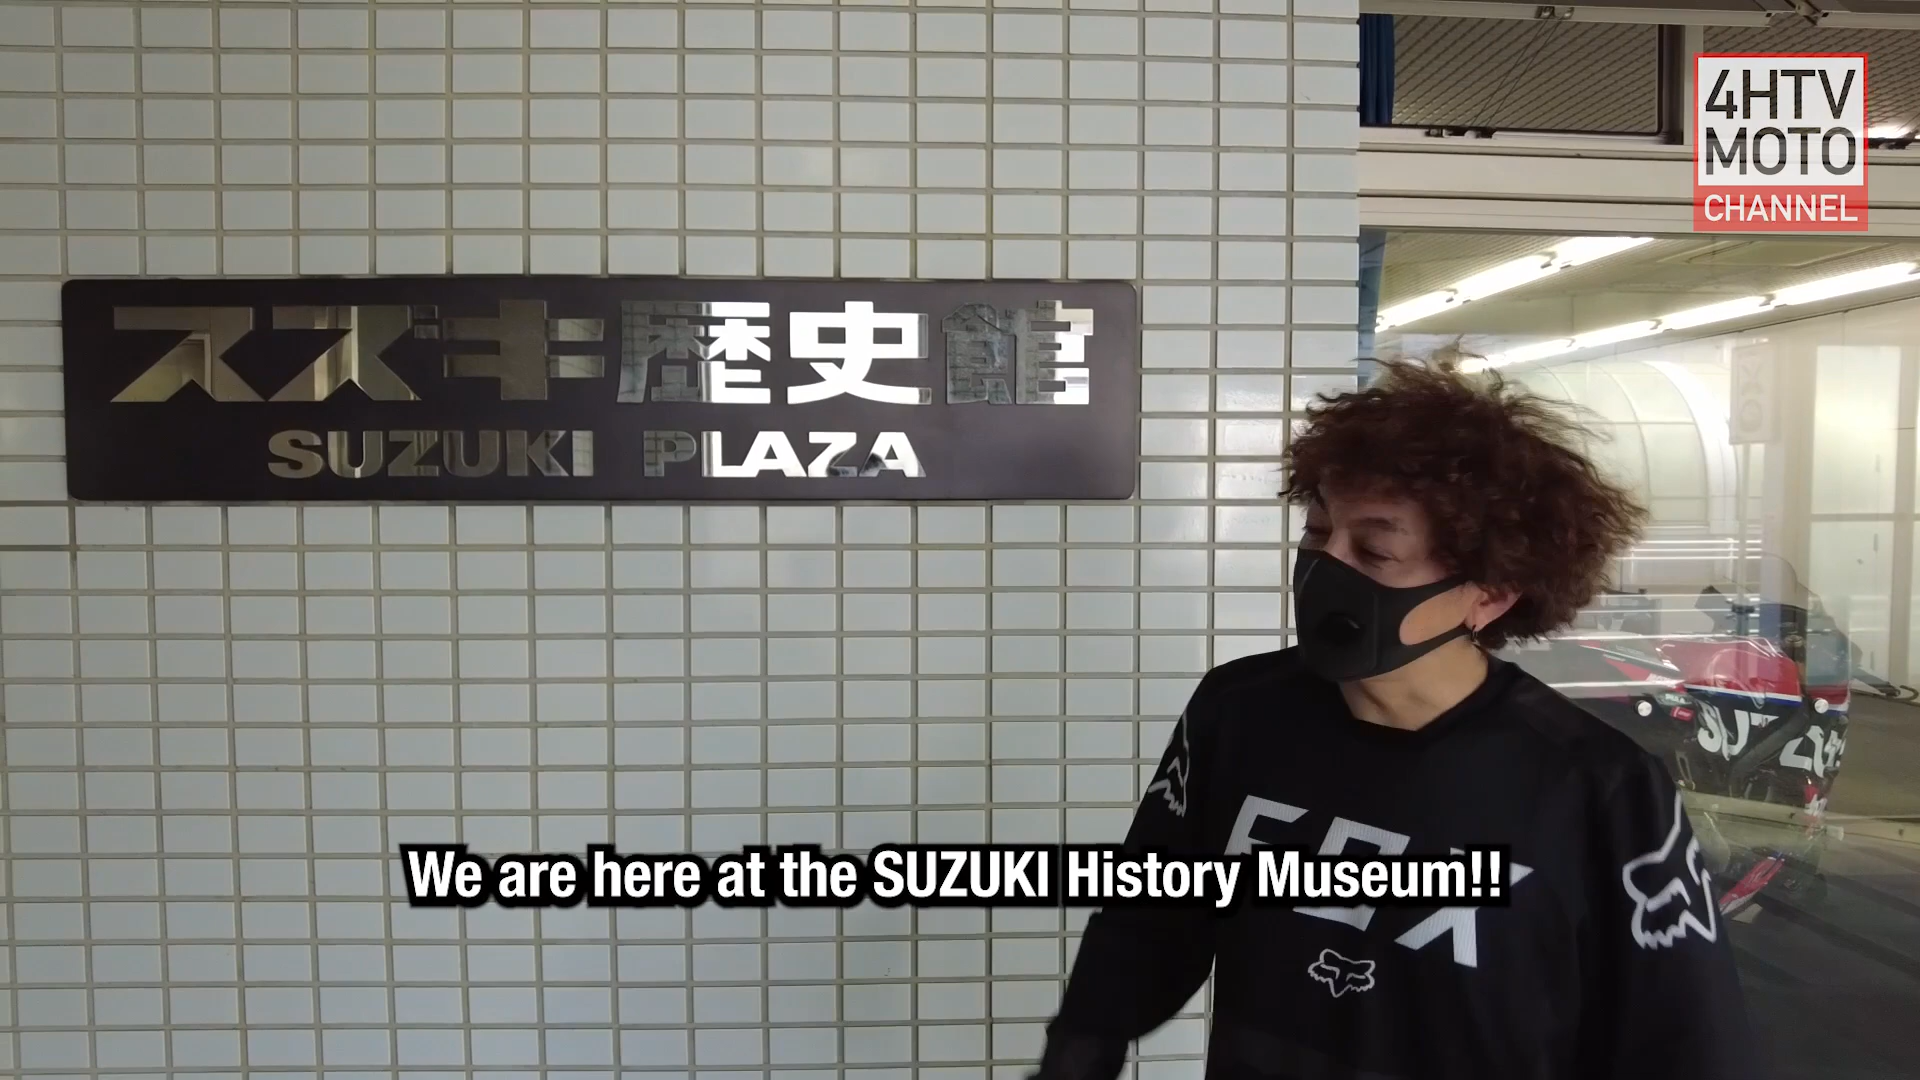 4HTV
MOTO
CHANNEL
スズキ歴史館
SUZUKI PLAZA
We are here at the SUZUKI History Museum!!
FOX